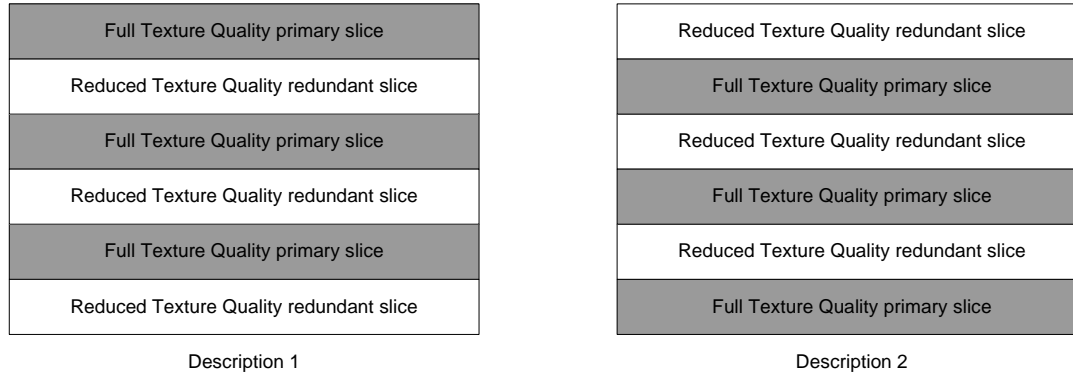 Full Texture Quality primary slice
Reduced Texture Quality redundant slice
Full Texture Quality primary slice
Reduced Texture Quality redundant slice
Full Texture Quality primary slice
Reduced Texture Quality redundant slice
Description 1
Reduced Texture Quality redundant slice
Full Texture Quality primary slice
Reduced Texture Quality redundant slice
Full Texture Quality primary slice
Reduced Texture Quality redundant slice
Full Texture Quality primary slice
Description 2